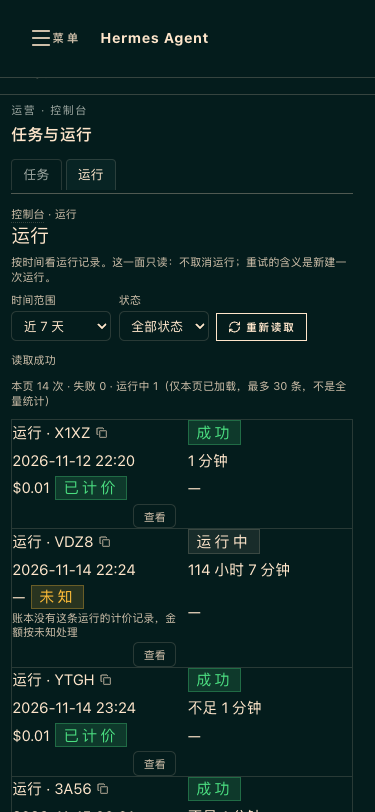 菜单 Hermes Agent
运营 · 控制台
任务与运行
任务 运行
控制台 · 运行
运行
按时间看运行记录。这一面只读：不取消运行；重试的含义是新建一
次运行。
时间范围 状态
近 7 天 全部状态 重新读取
读取成功
本页 14 次 · 失败 0 · 运行中 1（仅本页已加载，最多 30 条，不是全
量统计）
运行 · X1XZ 成功
2026-11-12 22:20 1 分钟
$0.01 已计价 —
查看
运行 · VDZ8 运行中
2026-11-14 22:24 114 小时 7 分钟
— 未知 —
账本没有这条运行的计价记录，金
额按未知处理
查看
运行 · YTGH 成功
2026-11-14 23:24 不足 1 分钟
$0.01 已计价 —
查看
运行 · 3A56 成功